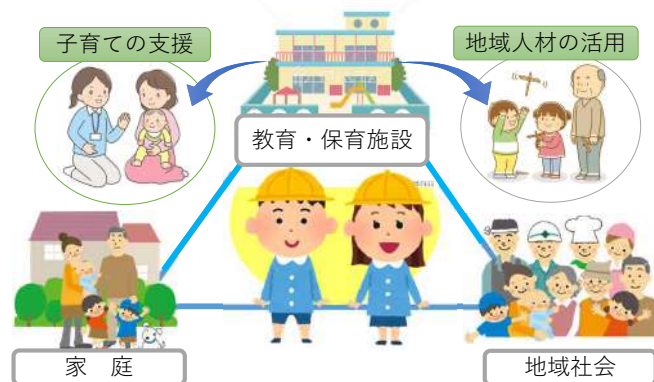 子育ての支援
地域人材の活用
教育・保育施設
家　庭
地域社会